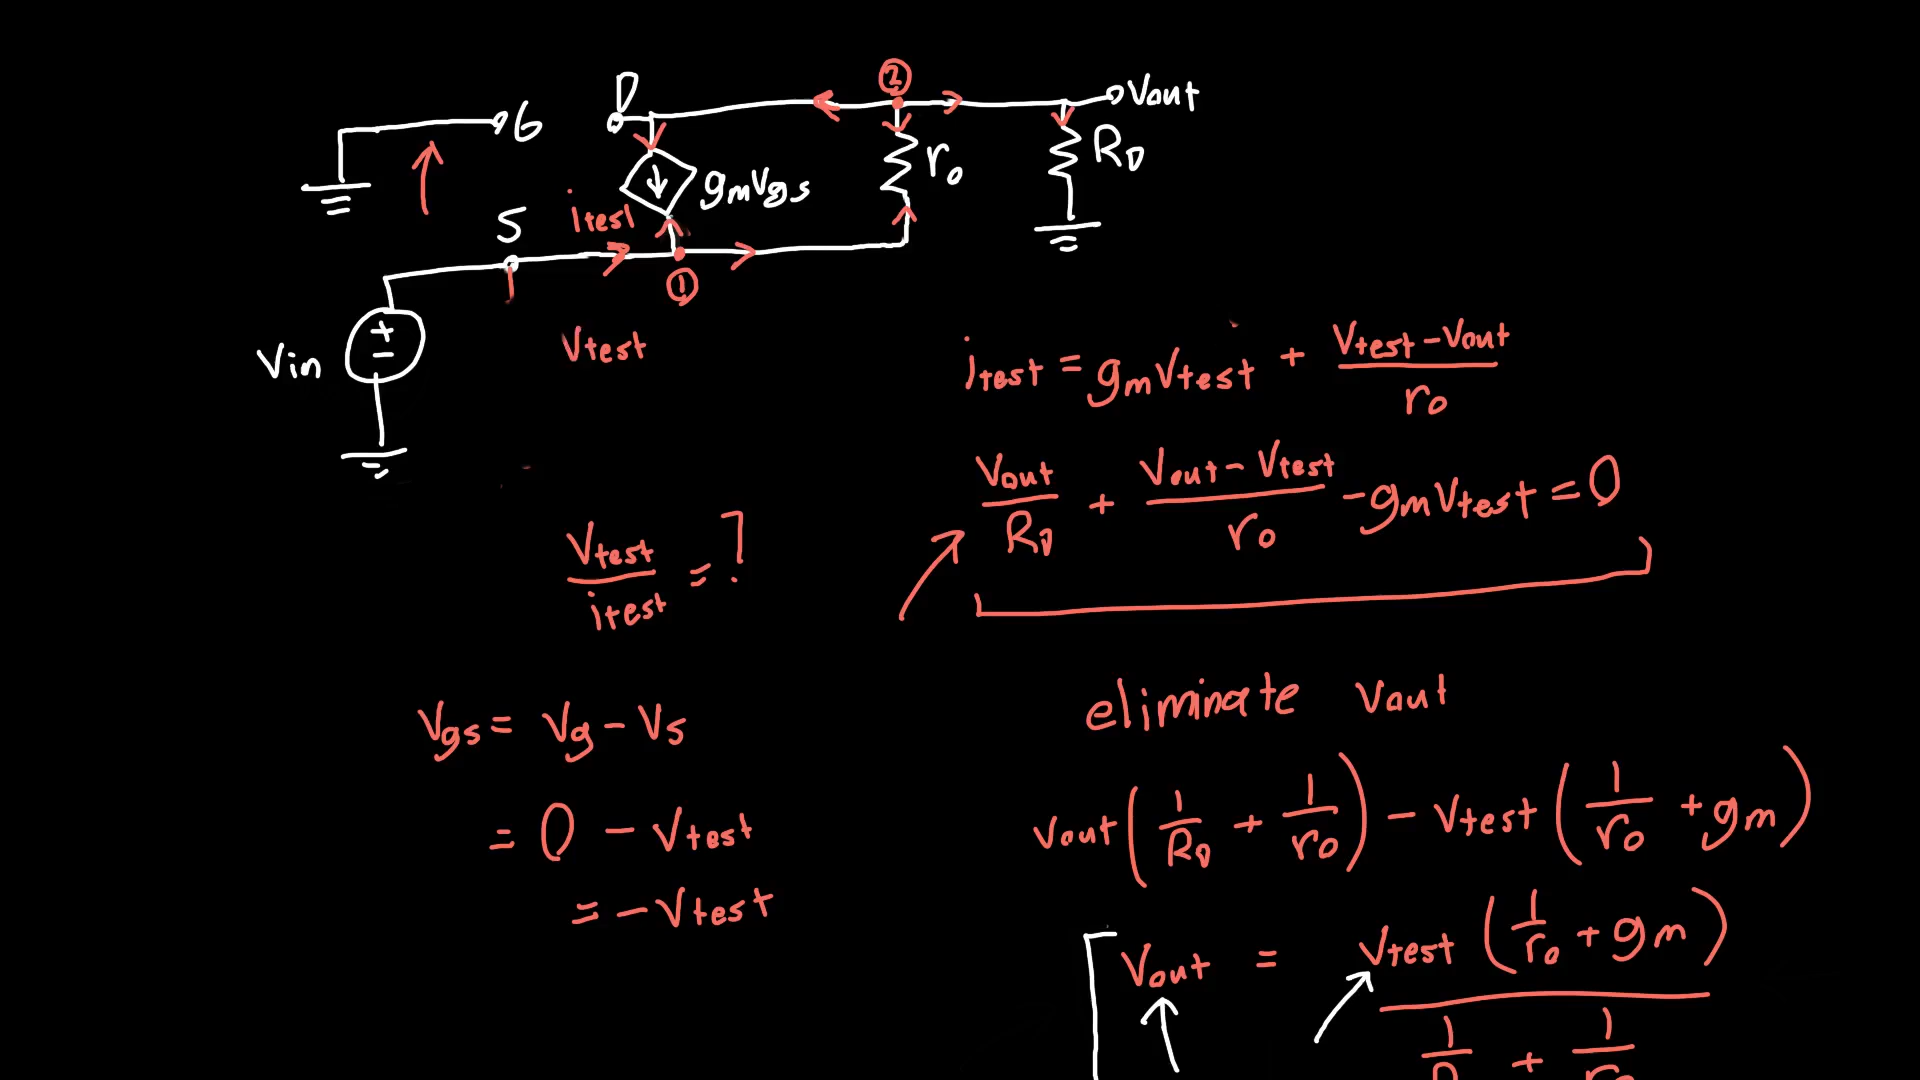 G
D
②
Vout
gmVgs
ro
RD
S
itest
①
Vin
+
−
Vtest
itest = gmVtest + (Vtest − Vout)/ro
Vout/RD + (Vout − Vtest)/ro − gmVtest = 0
Vtest/itest = ?
eliminate Vout
Vgs = Vg − Vs
= 0 − Vtest
= −Vtest
Vout(1/RD + 1/ro) − Vtest(1/ro + gm)
Vout = Vtest(1/ro + gm)
1 + 1